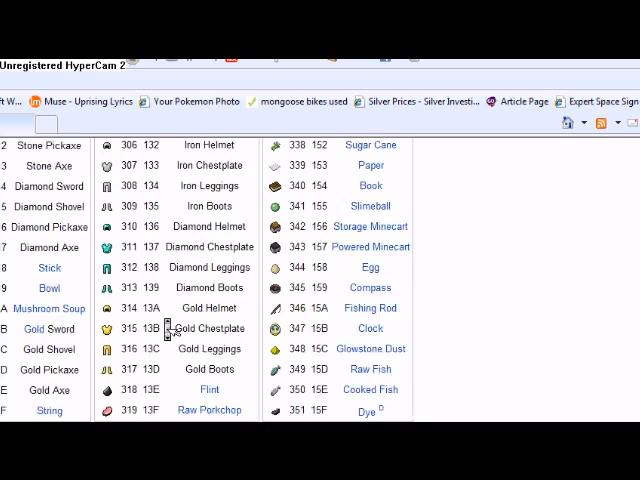 Unregistered HyperCam 2
ft W... Muse - Uprising Lyrics Your Pokemon Photo mongoose bikes used Silver Prices - Silver Investi... Article Page Expert Space Sign
2 Stone Pickaxe 306 132 Iron Helmet 338 152 Sugar Cane
3 Stone Axe 307 133 Iron Chestplate 339 153 Paper
4 Diamond Sword 308 134 Iron Leggings 340 154 Book
5 Diamond Shovel 309 135 Iron Boots 341 155 Slimeball
6 Diamond Pickaxe 310 136 Diamond Helmet 342 156 Storage Minecart
7 Diamond Axe 311 137 Diamond Chestplate 343 157 Powered Minecart
8 Stick 312 138 Diamond Leggings 344 158 Egg
9 Bowl 313 139 Diamond Boots 345 159 Compass
A Mushroom Soup 314 13A Gold Helmet 346 15A Fishing Rod
B Gold Sword 315 13B Gold Chestplate 347 15B Clock
C Gold Shovel 316 13C Gold Leggings 348 15C Glowstone Dust
D Gold Pickaxe 317 13D Gold Boots 349 15D Raw Fish
E Gold Axe 318 13E Flint 350 15E Cooked Fish
F String 319 13F Raw Porkchop 351 15F Dye D